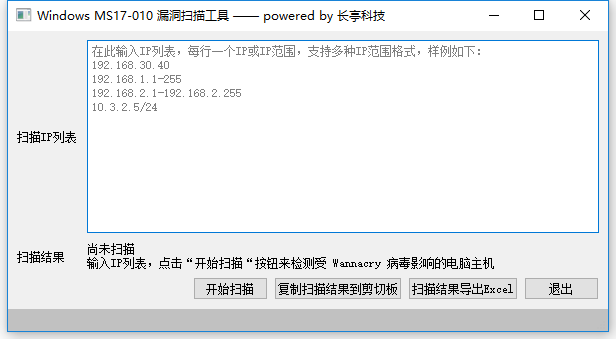 Windows MS17-010 漏洞扫描工具 —— powered by 长亭科技
在此输入IP列表，每行一个IP或IP范围，支持多种IP范围格式，样例如下：
192.168.30.40
192.168.1.1-255
192.168.2.1-192.168.2.255
10.3.2.5/24
扫描IP列表
扫描结果
尚未扫描
输入IP列表，点击“开始扫描“按钮来检测受 Wannacry 病毒影响的电脑主机
开始扫描 复制扫描结果到剪切板 扫描结果导出Excel 退出